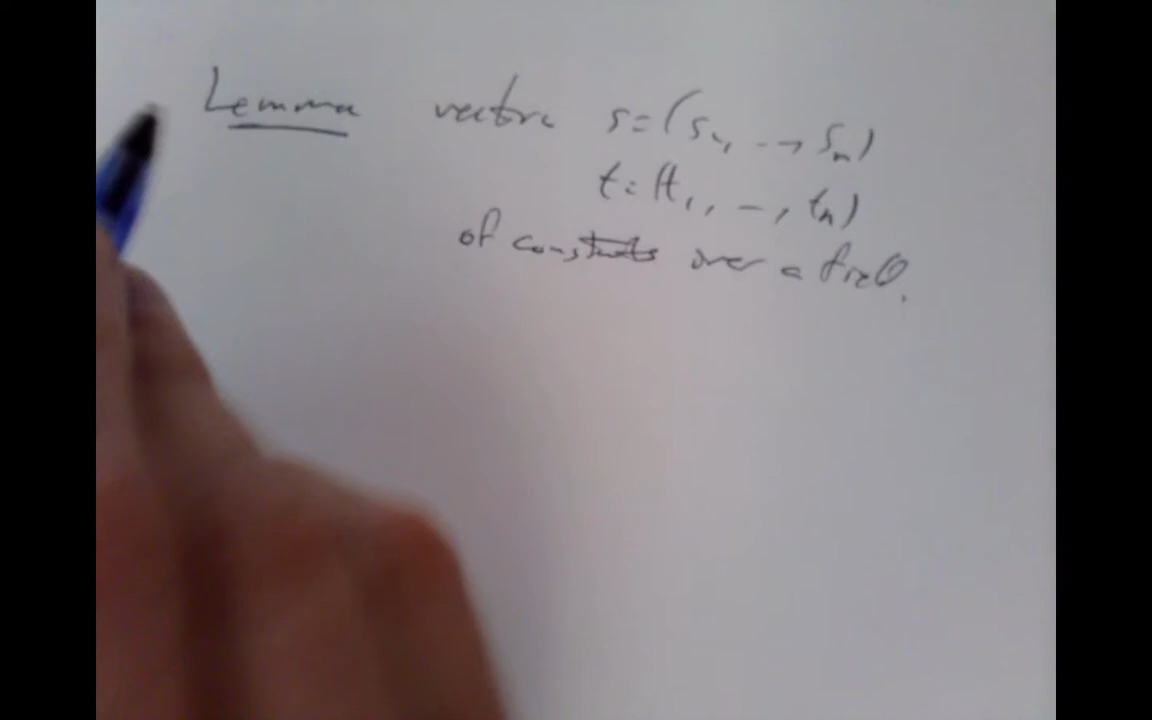 Lemma vectors s=(s1, --, sn)
t=(t1, --, tn)
of constants over a field.